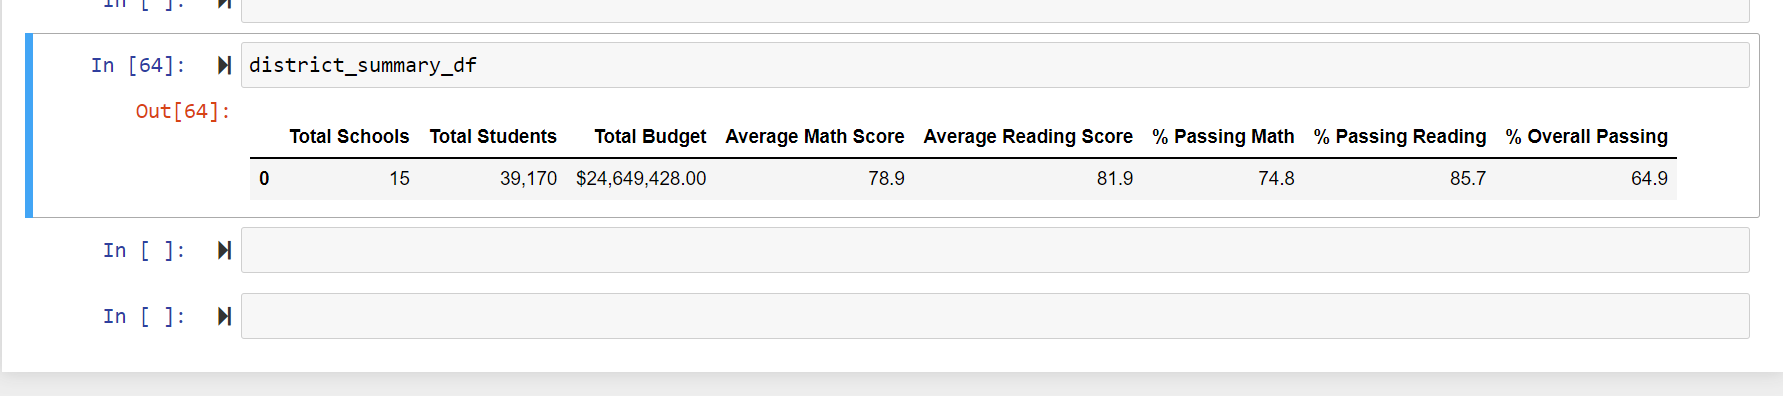 In [ ]:
In [64]: district_summary_df
Out[64]:
Total Schools Total Students Total Budget Average Math Score Average Reading Score % Passing Math % Passing Reading % Overall Passing
0 15 39,170 $24,649,428.00 78.9 81.9 74.8 85.7 64.9
In [ ]:
In [ ]: